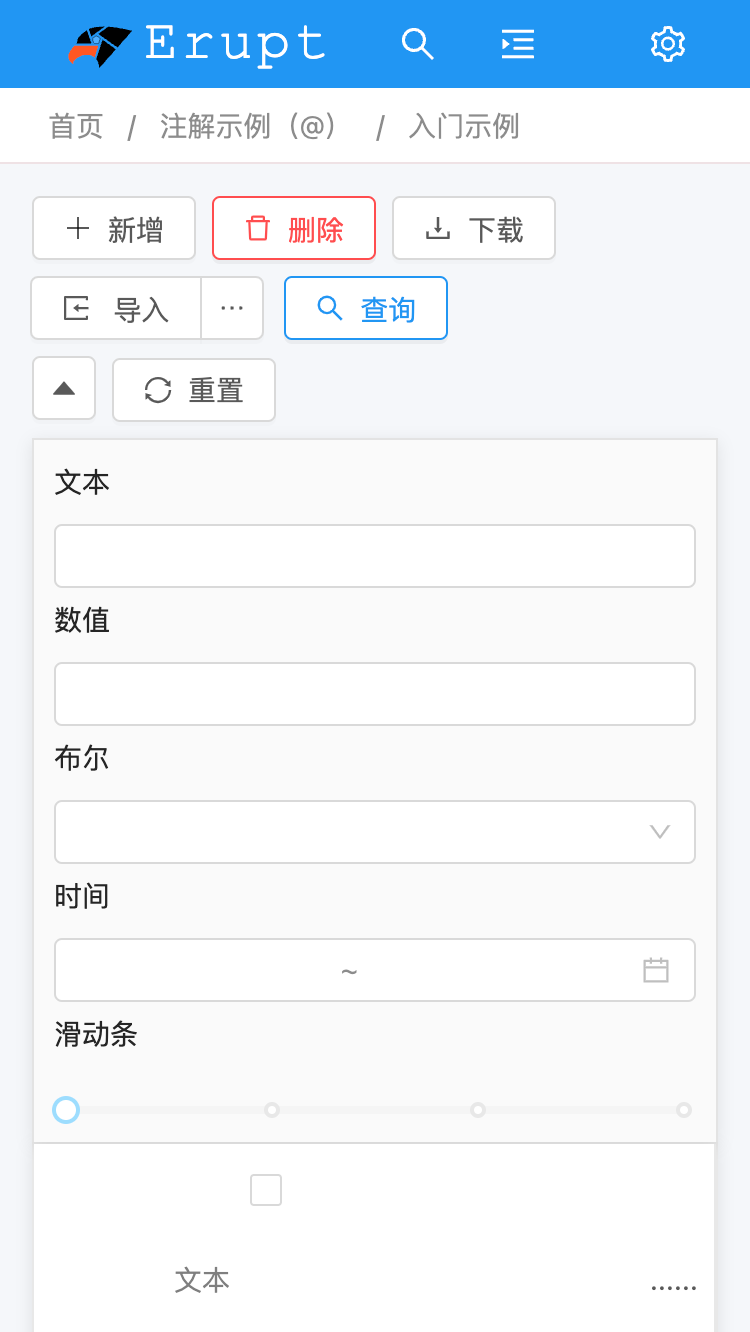 Erupt
首页 / 注解示例（@） / 入门示例
新增 删除 下载
导入 ··· 查询
重置
文本
数值
布尔
时间
~
滑动条
文本 ......